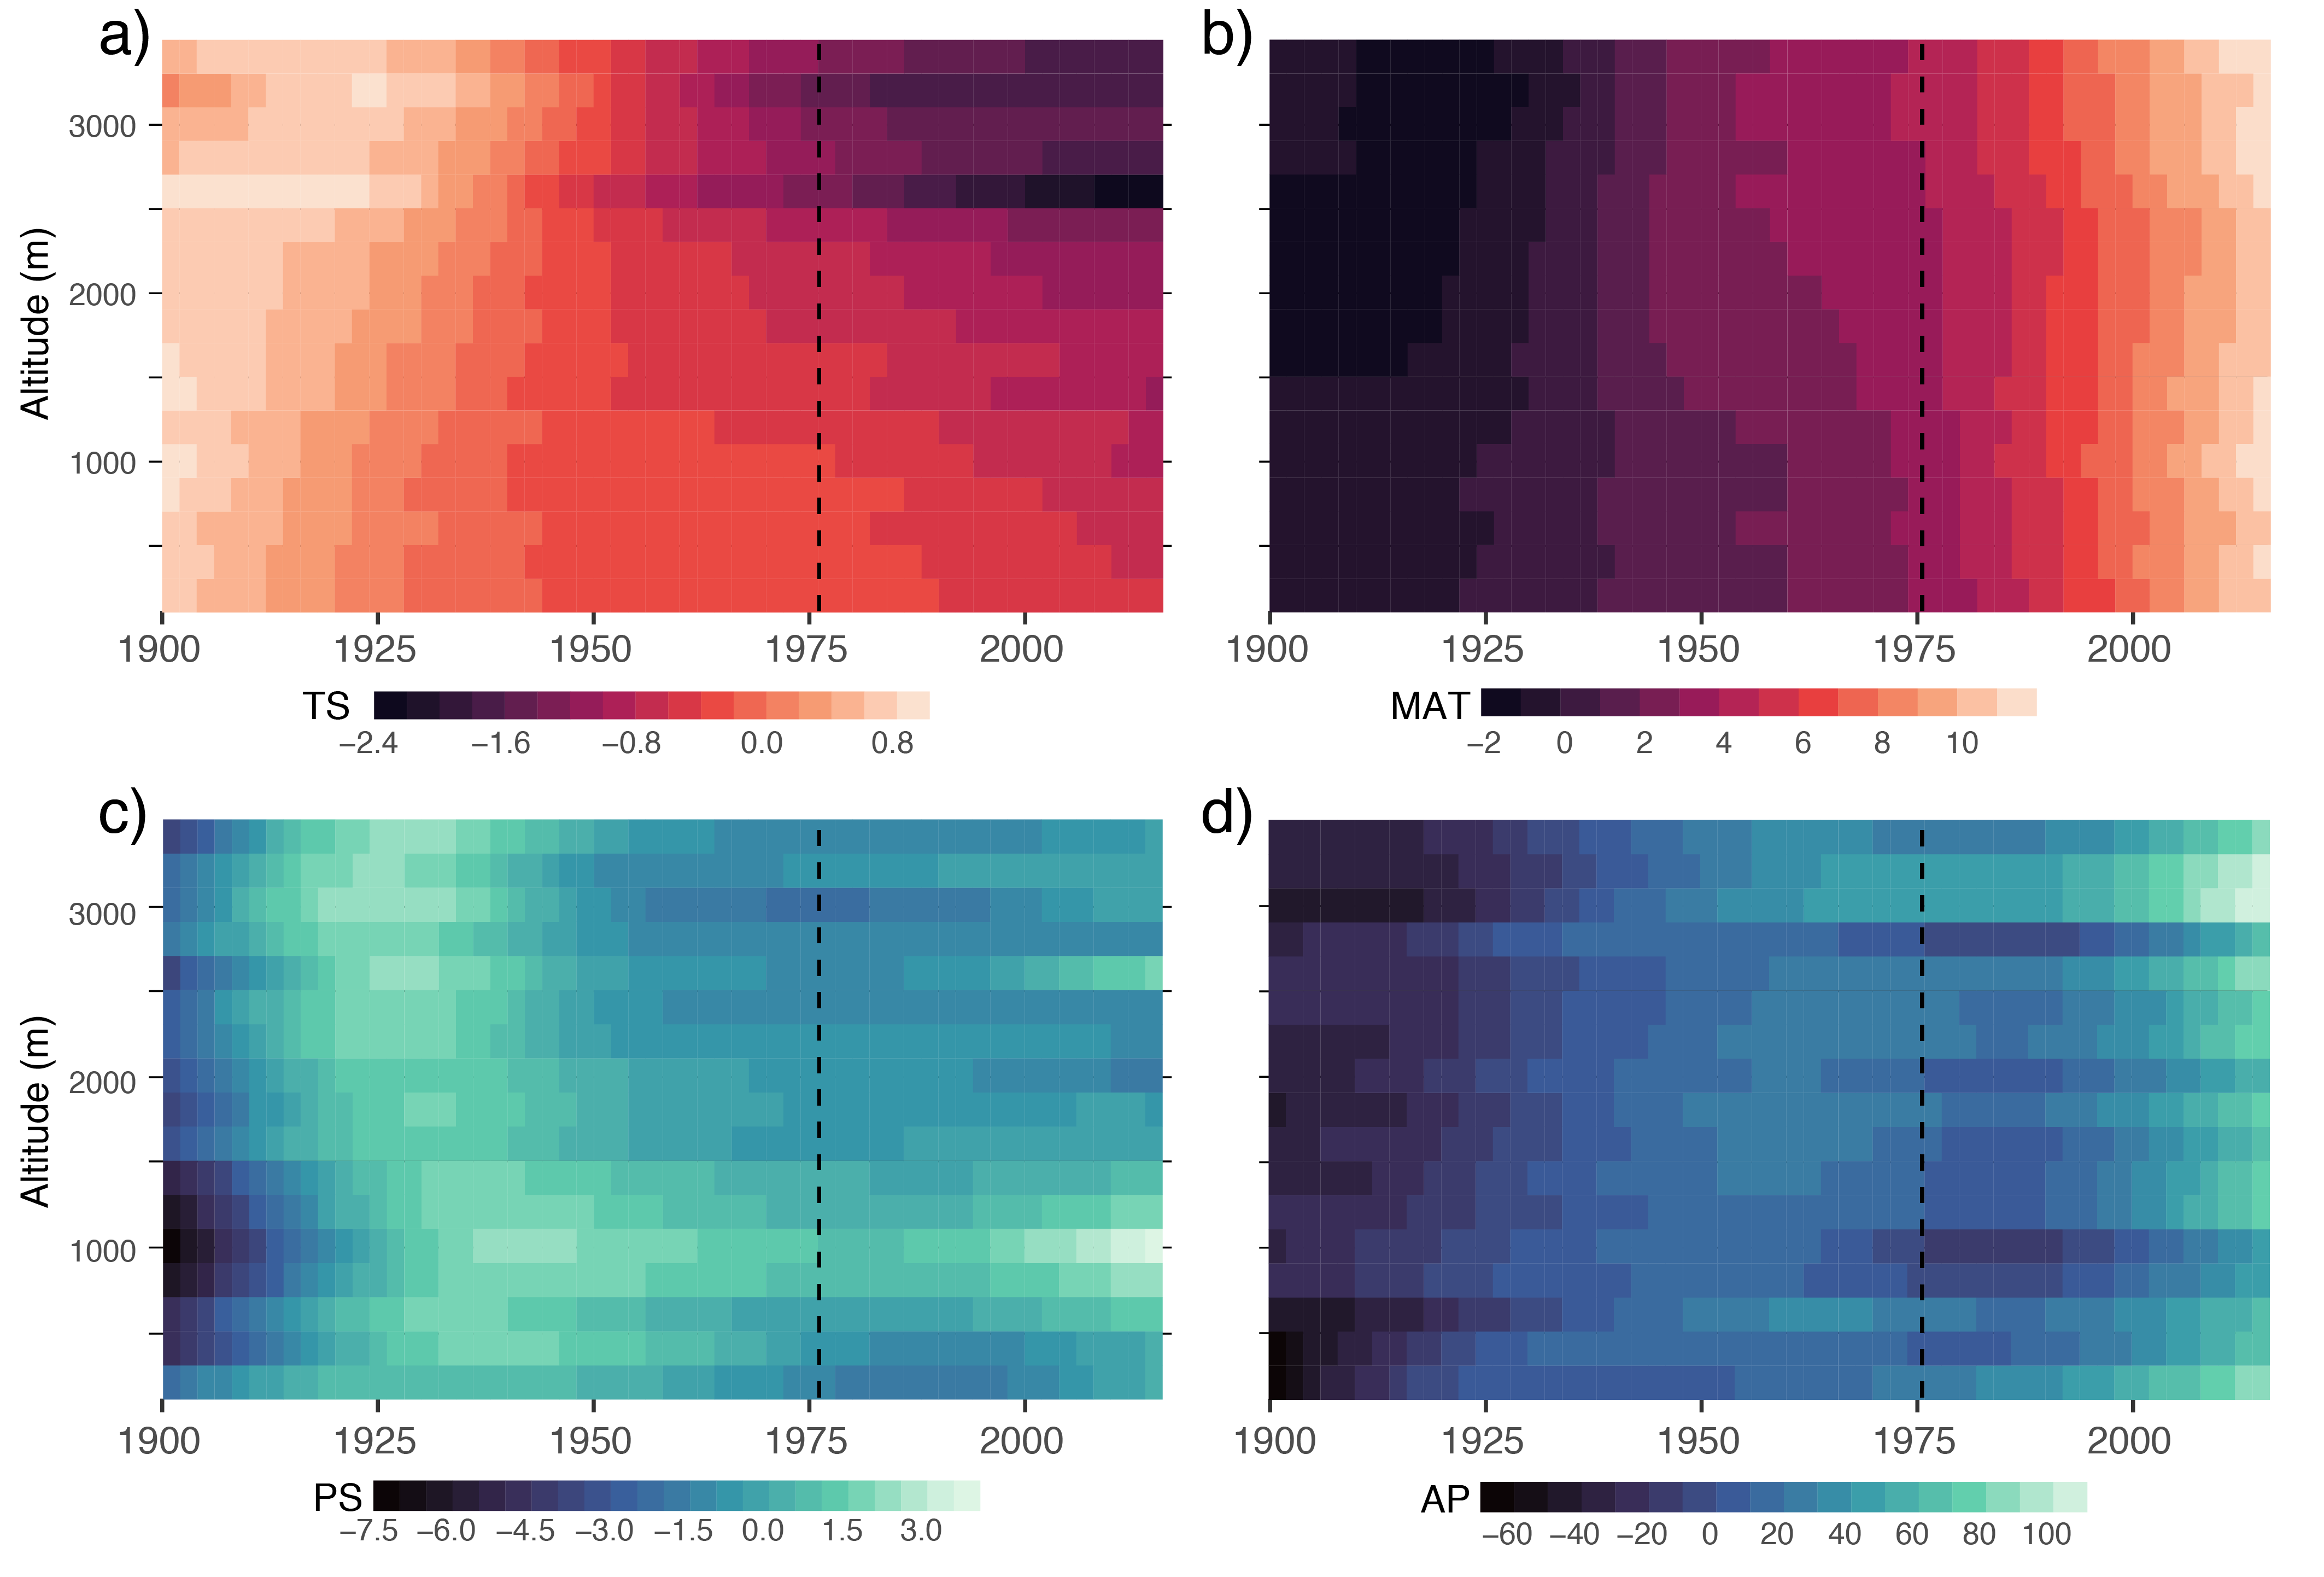 a)
Altitude (m)
3000
2000
1000
1900 1925 1950 1975 2000
TS
−2.4 −1.6 −0.8 0.0 0.8
b)
1900 1925 1950 1975 2000
MAT
−2 0 2 4 6 8 10
c)
Altitude (m)
3000
2000
1000
1900 1925 1950 1975 2000
PS
−7.5 −6.0 −4.5 −3.0 −1.5 0.0 1.5 3.0
d)
1900 1925 1950 1975 2000
AP
−60 −40 −20 0 20 40 60 80 100